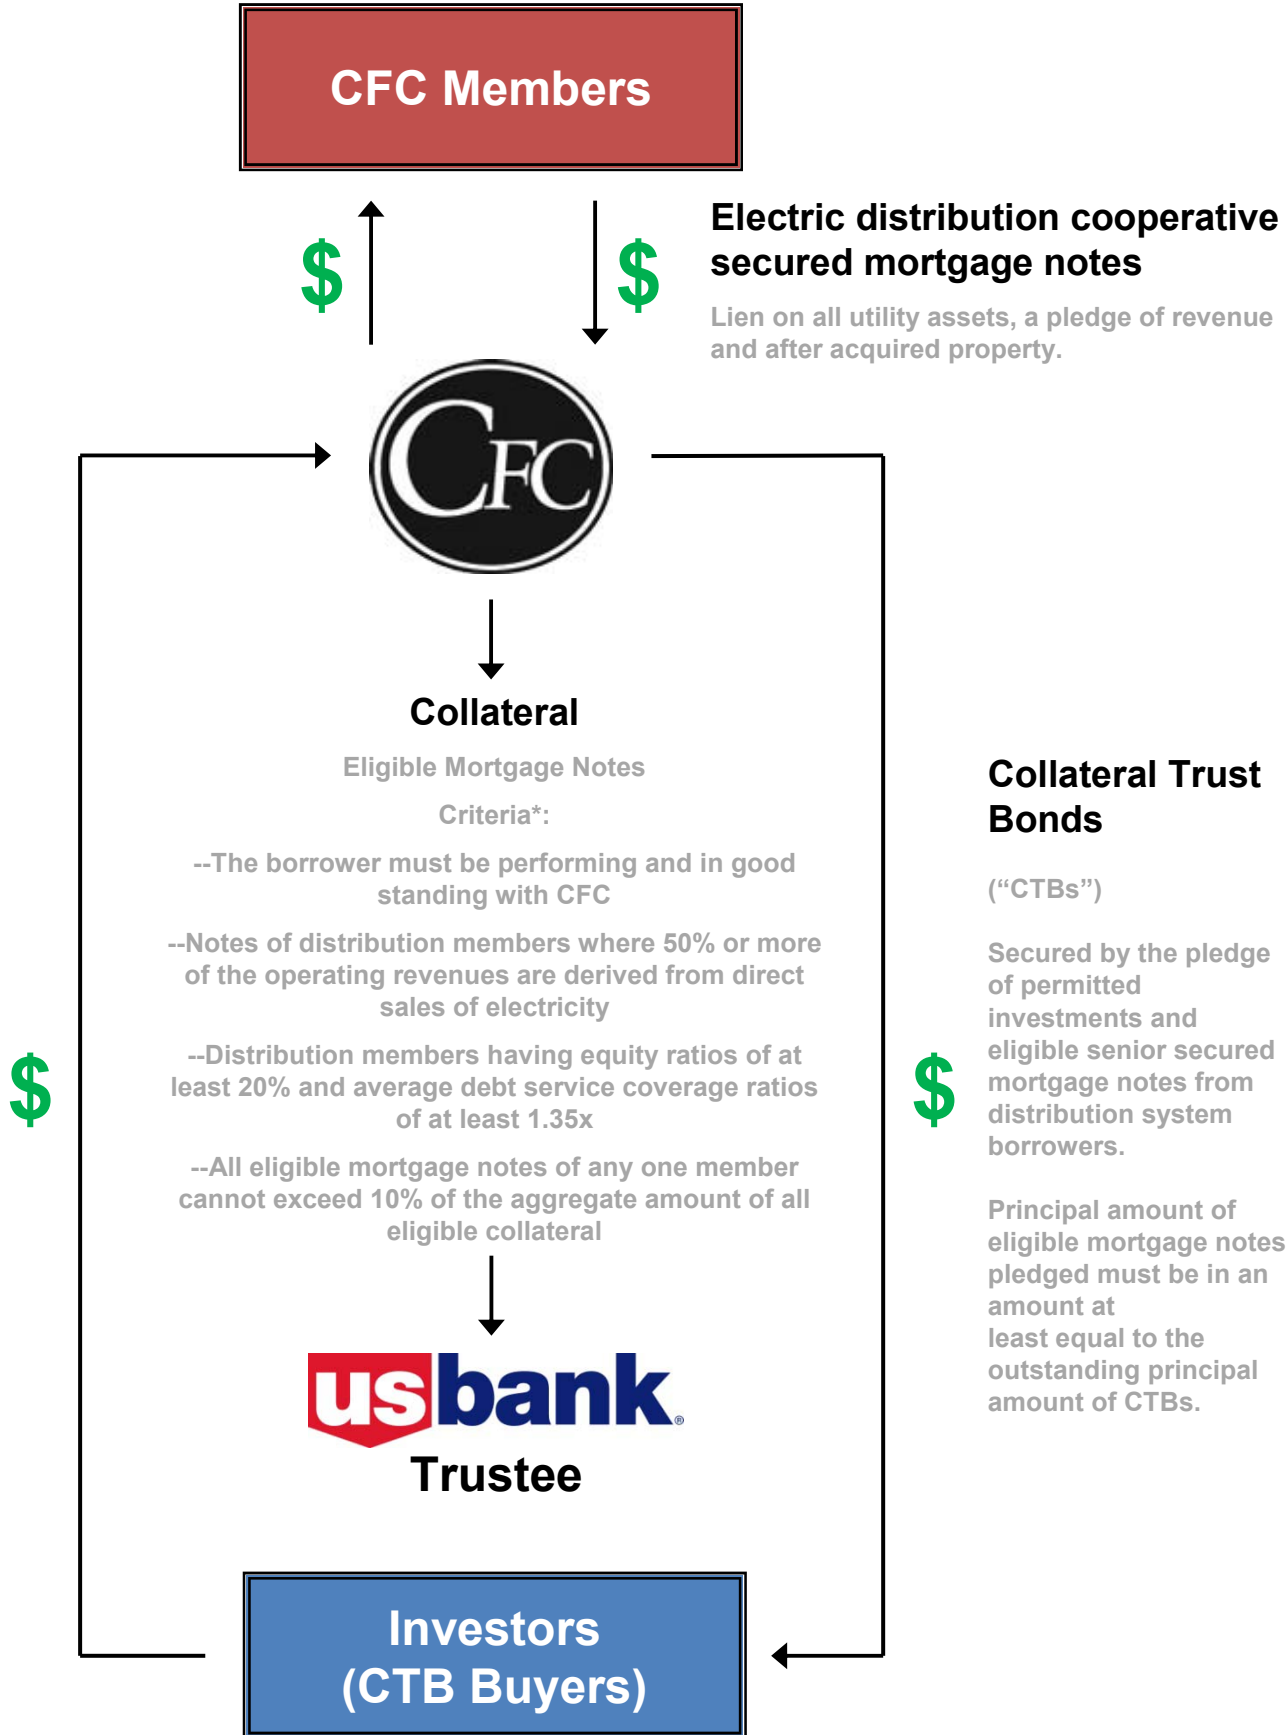 CFC Members
$
$
Electric distribution cooperative
secured mortgage notes
Lien on all utility assets, a pledge of revenue
and after acquired property.
CFC
Collateral
Eligible Mortgage Notes
Criteria*:
--The borrower must be performing and in good
standing with CFC
--Notes of distribution members where 50% or more
of the operating revenues are derived from direct
sales of electricity
--Distribution members having equity ratios of at
least 20% and average debt service coverage ratios
of at least 1.35x
--All eligible mortgage notes of any one member
cannot exceed 10% of the aggregate amount of all
eligible collateral
$
$
Collateral Trust
Bonds
(“CTBs”)
Secured by the pledge
of permitted
investments and
eligible senior secured
mortgage notes from
distribution system
borrowers.
Principal amount of
eligible mortgage notes
pledged must be in an
amount at
least equal to the
outstanding principal
amount of CTBs.
usbank®
Trustee
Investors
(CTB Buyers)